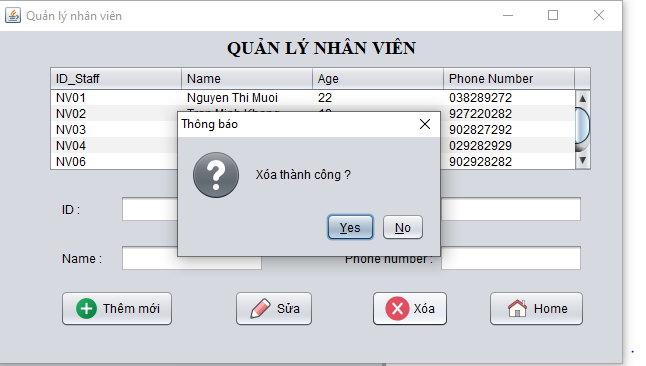 Quản lý nhân viên
QUẢN LÝ NHÂN VIÊN
ID_Staff Name Age Phone Number
NV01 Nguyen Thi Muoi 22 038289272
NV02 927220282
NV03 902827292
NV04 029282929
NV06 902928282
Thông báo
Xóa thành công ?
Yes No
ID :
Name : Phone number :
Thêm mới Sửa Xóa Home